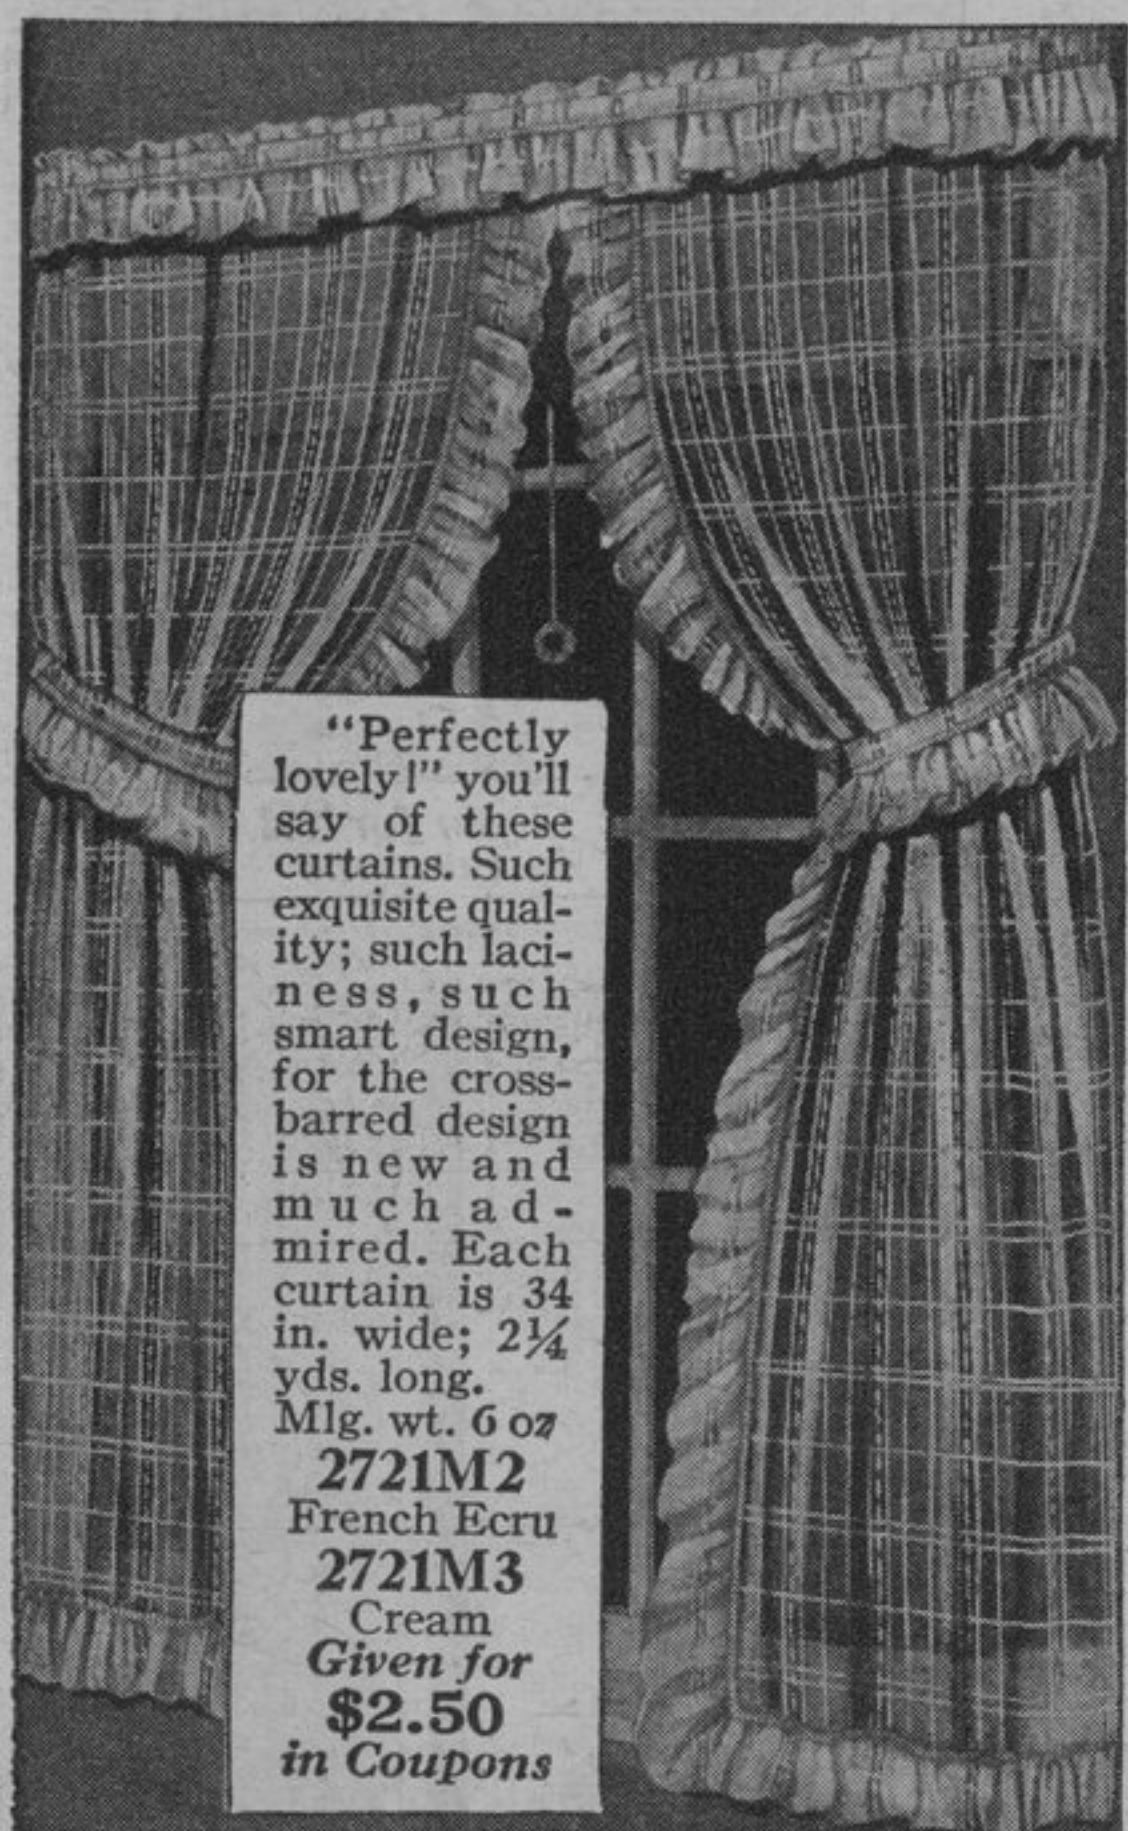 "Perfectly
lovely!" you'll
say of these
curtains. Such
exquisite qual-
ity; such laci-
ness, such
smart design,
for the cross-
barred design
is new and
much ad-
mired. Each
curtain is 34
in. wide; 2¼
yds. long.
Mlg. wt. 6 oz
2721M2
French Ecru
2721M3
Cream
Given for
$2.50
in Coupons